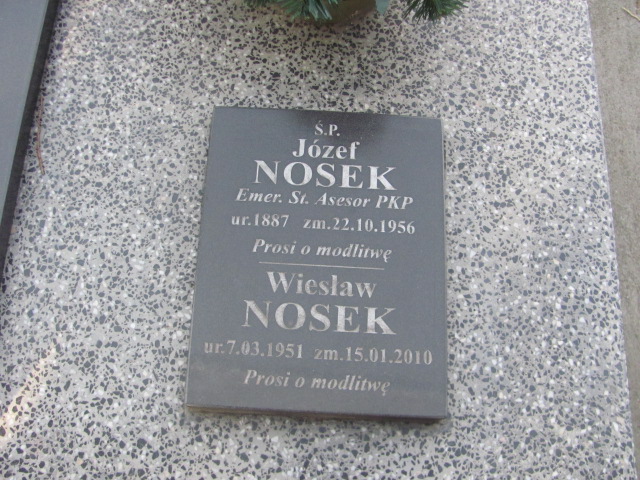 Ś.P.
Józef
NOSEK
Emer. St. Asesor PKP
ur.1887 zm.22.10.1956
Prosi o modlitwę
Wiesław
NOSEK
ur.7.03.1951 zm.15.01.2010
Prosi o modlitwę